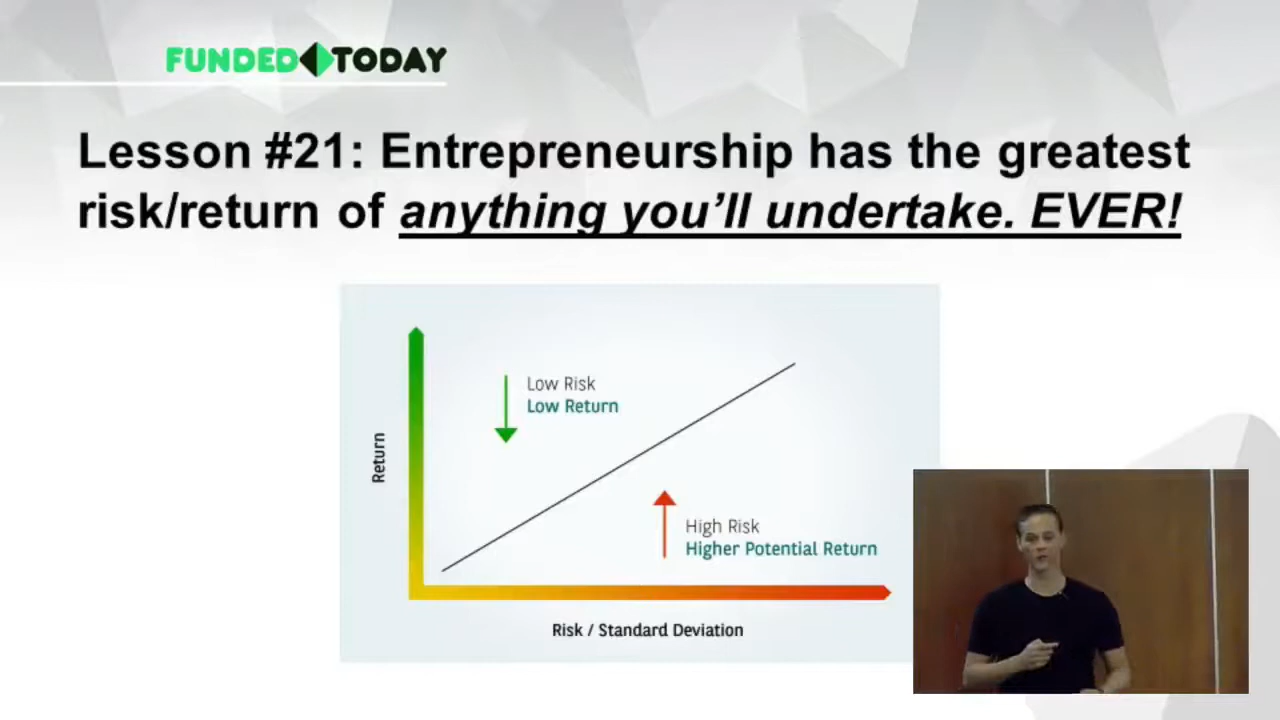 FUNDED TODAY
Lesson #21: Entrepreneurship has the greatest
risk/return of anything you’ll undertake. EVER!
Low Risk
Low Return
Return
High Risk
Higher Potential Return
Risk / Standard Deviation